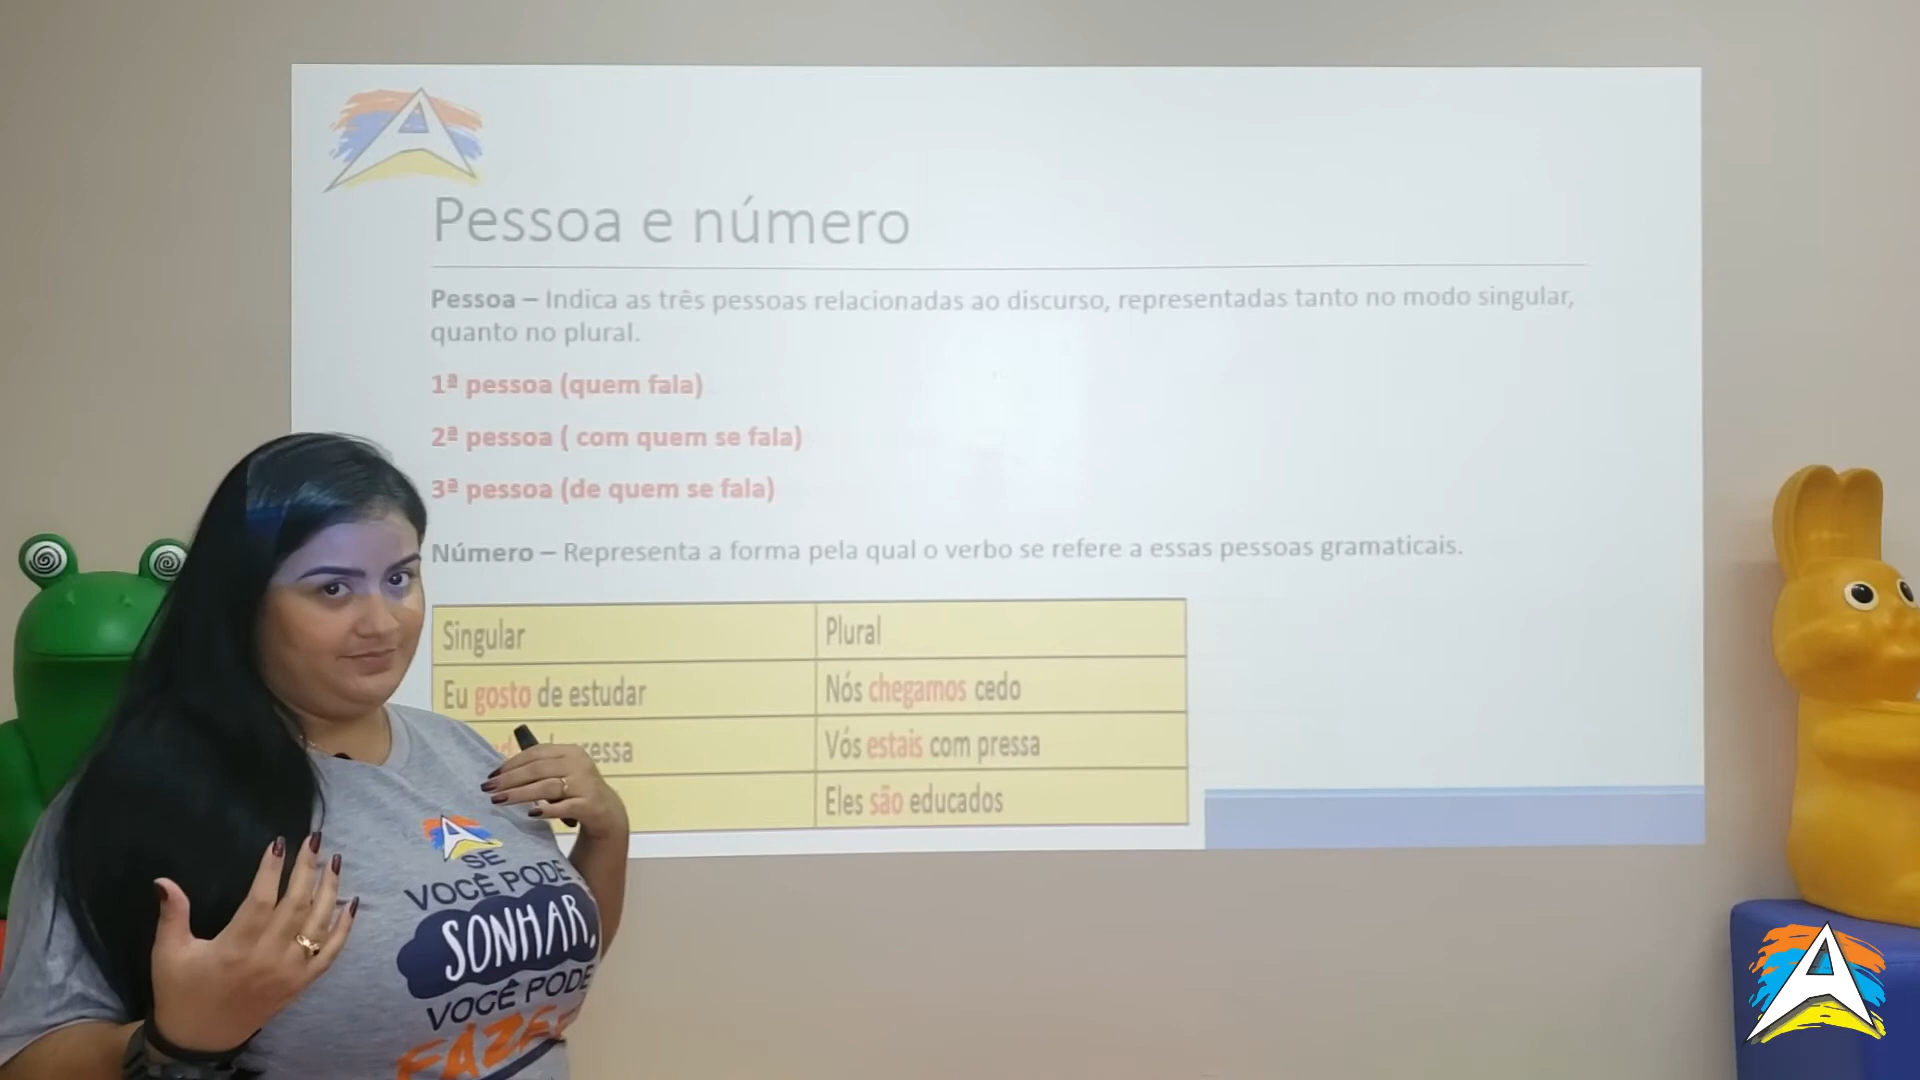 Pessoa e número
Pessoa – Indica as três pessoas relacionadas ao discurso, representadas tanto no modo singular,
quanto no plural.
1ª pessoa (quem fala)
2ª pessoa ( com quem se fala)
3ª pessoa (de quem se fala)
Número – Representa a forma pela qual o verbo se refere a essas pessoas gramaticais.
Singular Plural
Eu gosto de estudar Nós chegamos cedo
Vós estais com pressa
Eles são educados
SE
VOCÊ PODE
SONHAR,
VOCÊ PODE
FAZER